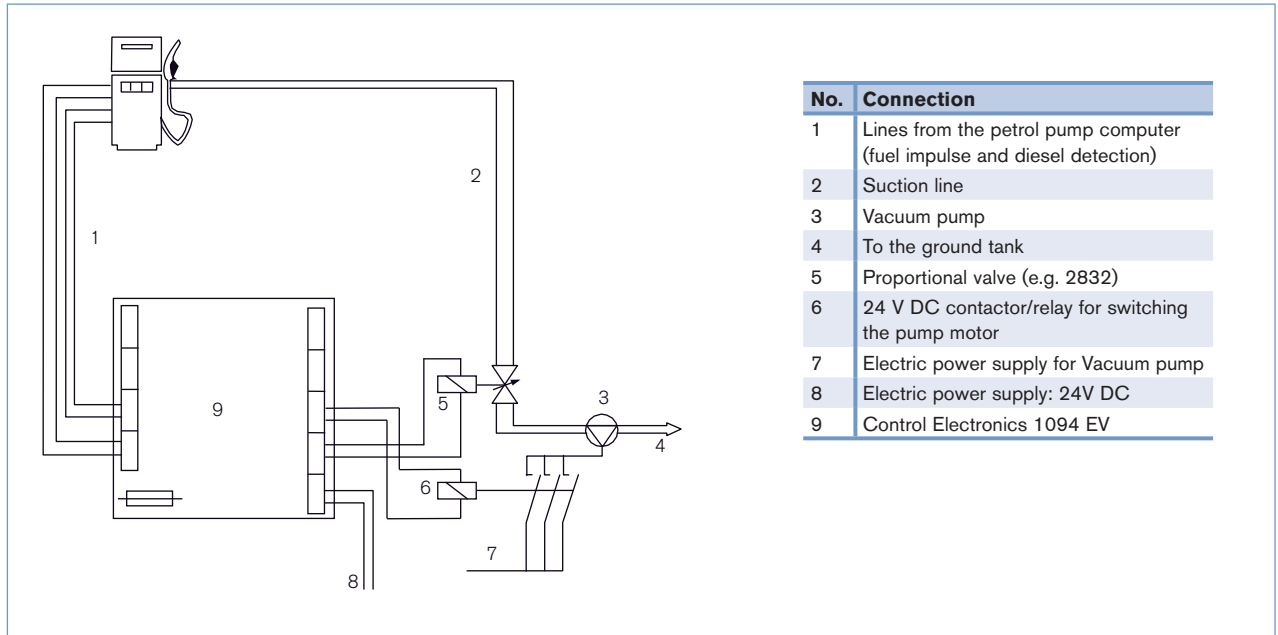 1
2
3
4
5
6
7
8
9
No. Connection
1 Lines from the petrol pump computer
(fuel impulse and diesel detection)
2 Suction line
3 Vacuum pump
4 To the ground tank
5 Proportional valve (e.g. 2832)
6 24 V DC contactor/relay for switching
the pump motor
7 Electric power supply for Vacuum pump
8 Electric power supply: 24V DC
9 Control Electronics 1094 EV